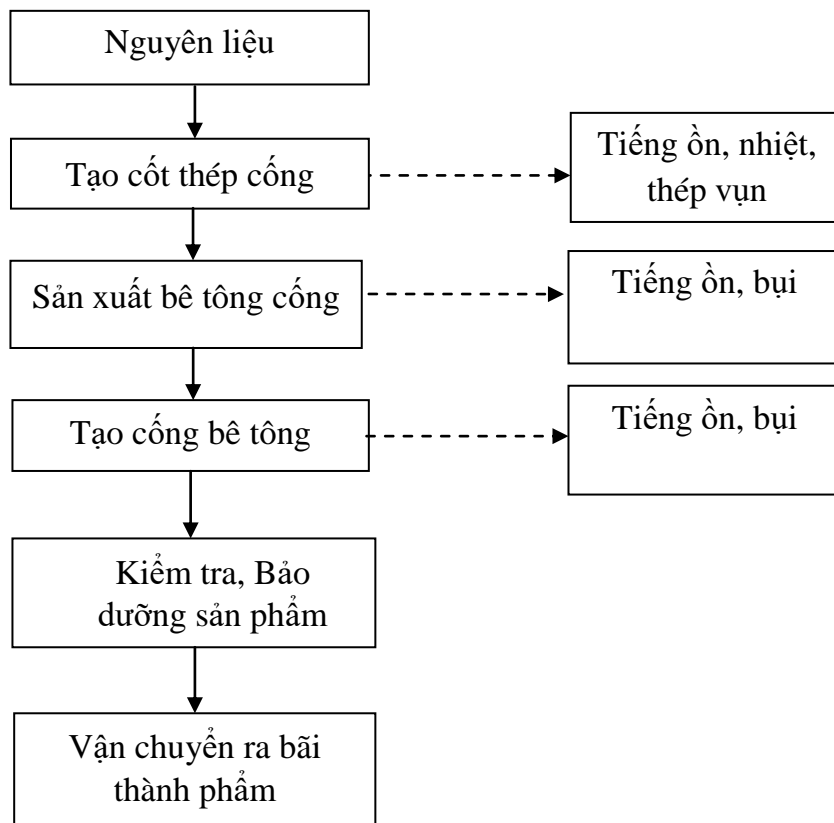 Nguyên liệu
Tạo cốt thép cống
Tiếng ồn, nhiệt,
thép vụn
Sản xuất bê tông cống
Tiếng ồn, bụi
Tạo cống bê tông
Tiếng ồn, bụi
Kiểm tra, Bảo
dưỡng sản phẩm
Vận chuyển ra bãi
thành phẩm